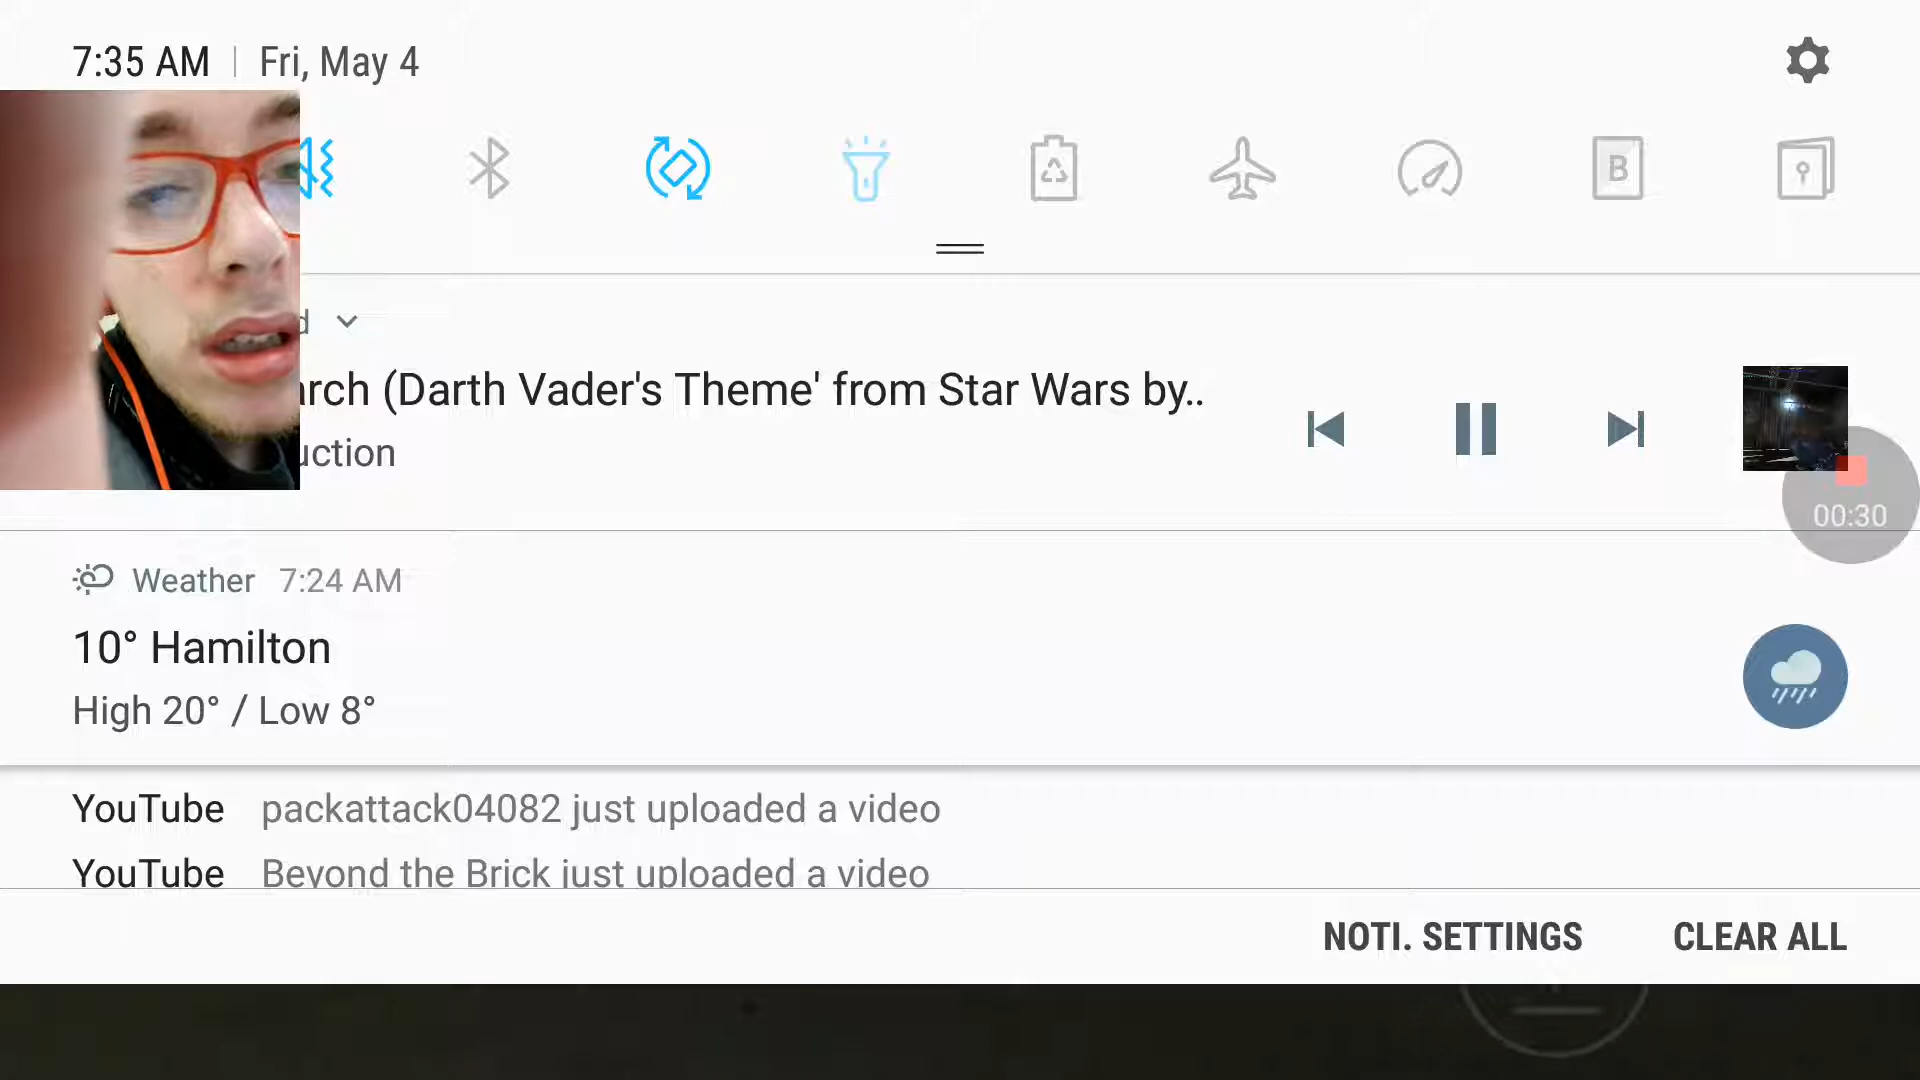 7:35 AM | Fri, May 4
B
arch (Darth Vader's Theme' from Star Wars by..
uction
00:30
Weather 7:24 AM
10° Hamilton
High 20° / Low 8°
YouTube packattack04082 just uploaded a video
YouTube Beyond the Brick just uploaded a video
NOTI. SETTINGS CLEAR ALL